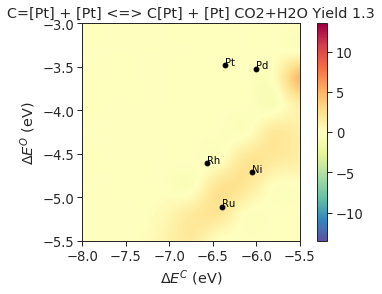 C=[Pt] + [Pt] <=> C[Pt] + [Pt] CO2+H2O Yield 1.3
−3.0
−3.5
−4.0
−4.5
−5.0
−5.5
ΔE^O (eV)
Pt
Pd
Rh
Ni
Ru
−8.0 −7.5 −7.0 −6.5 −6.0 −5.5
ΔE^C (eV)
10
5
0
−5
−10